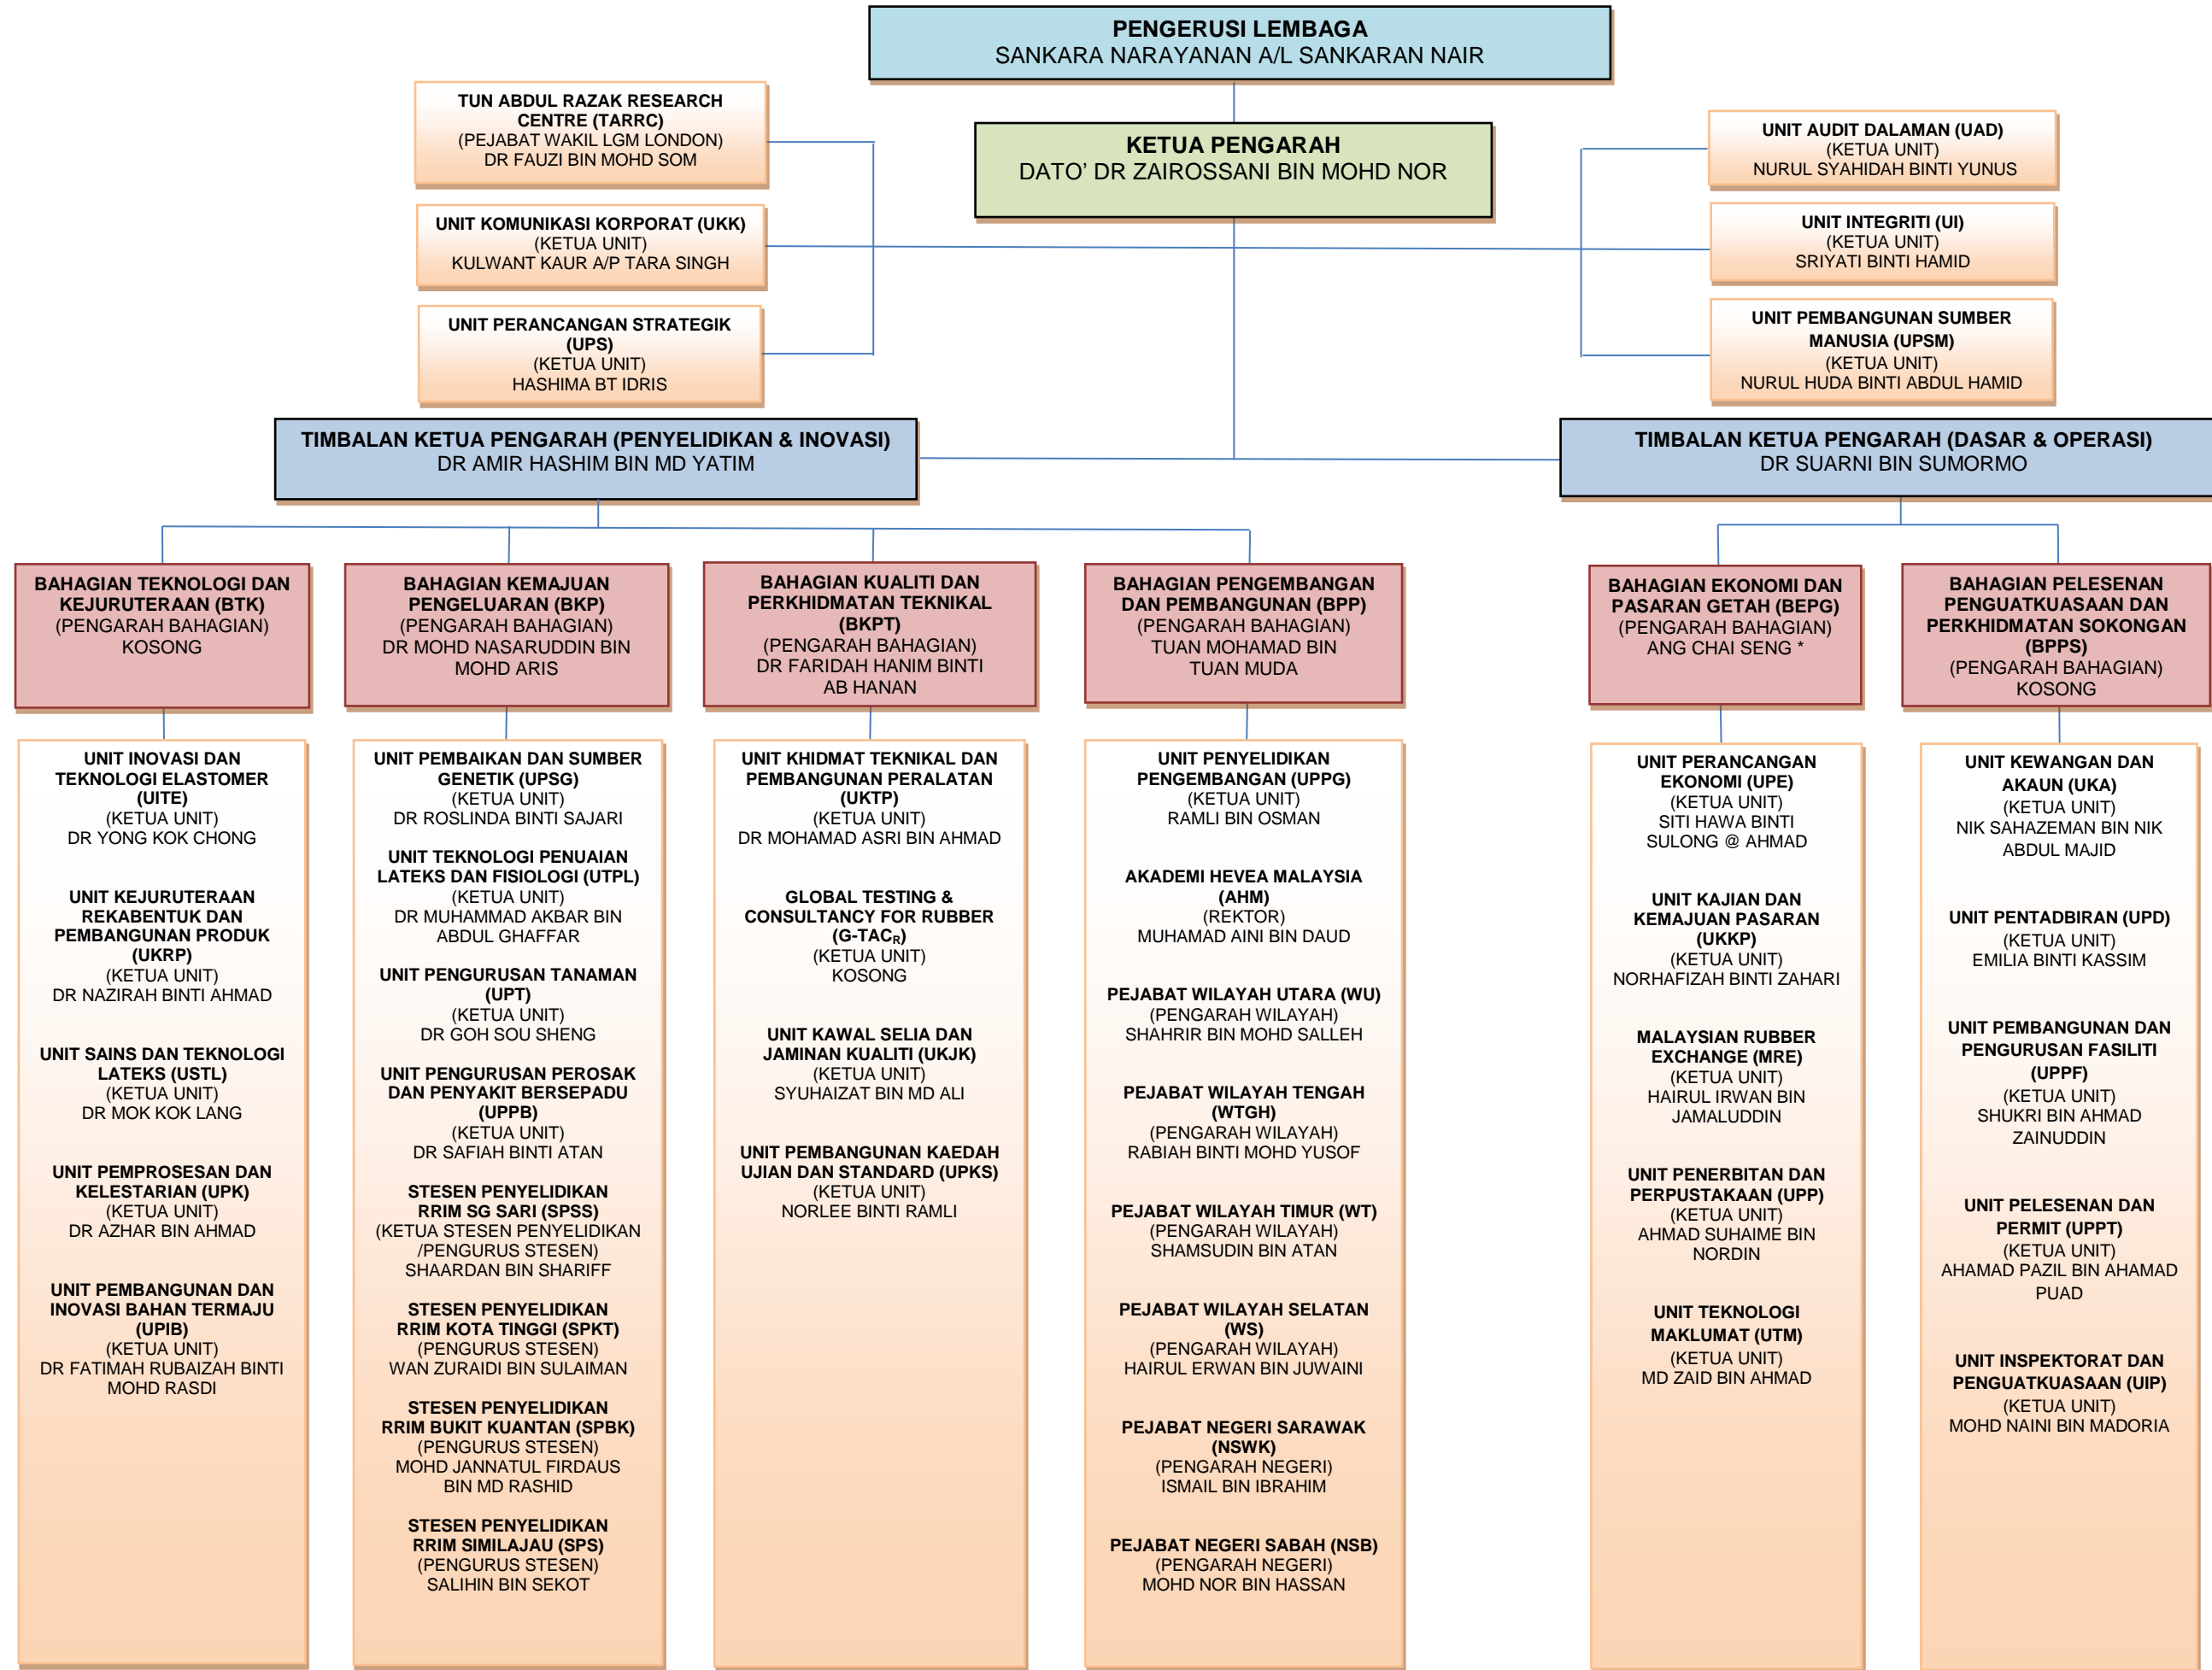 PENGERUSI LEMBAGA
SANKARA NARAYANAN A/L SANKARAN NAIR
KETUA PENGARAH
DATO' DR ZAIROSSANI BIN MOHD NOR
TUN ABDUL RAZAK RESEARCH
CENTRE (TARRC)
(PEJABAT WAKIL LGM LONDON)
DR FAUZI BIN MOHD SOM
UNIT KOMUNIKASI KORPORAT (UKK)
(KETUA UNIT)
KULWANT KAUR A/P TARA SINGH
UNIT PERANCANGAN STRATEGIK
(UPS)
(KETUA UNIT)
HASHIMA BT IDRIS
UNIT AUDIT DALAMAN (UAD)
(KETUA UNIT)
NURUL SYAHIDAH BINTI YUNUS
UNIT INTEGRITI (UI)
(KETUA UNIT)
SRIYATI BINTI HAMID
UNIT PEMBANGUNAN SUMBER
MANUSIA (UPSM)
(KETUA UNIT)
NURUL HUDA BINTI ABDUL HAMID
TIMBALAN KETUA PENGARAH (PENYELIDIKAN & INOVASI)
DR AMIR HASHIM BIN MD YATIM
TIMBALAN KETUA PENGARAH (DASAR & OPERASI)
DR SUARNI BIN SUMORMO
BAHAGIAN TEKNOLOGI DAN
KEJURUTERAAN (BTK)
(PENGARAH BAHAGIAN)
KOSONG
BAHAGIAN KEMAJUAN
PENGELUARAN (BKP)
(PENGARAH BAHAGIAN)
DR MOHD NASARUDDIN BIN
MOHD ARIS
BAHAGIAN KUALITI DAN
PERKHIDMATAN TEKNIKAL
(BKPT)
(PENGARAH BAHAGIAN)
DR FARIDAH HANIM BINTI
AB HANAN
BAHAGIAN PENGEMBANGAN
DAN PEMBANGUNAN (BPP)
(PENGARAH BAHAGIAN)
TUAN MOHAMAD BIN
TUAN MUDA
BAHAGIAN EKONOMI DAN
PASARAN GETAH (BEPG)
(PENGARAH BAHAGIAN)
ANG CHAI SENG *
BAHAGIAN PELESENAN
PENGUATKUASAAN DAN
PERKHIDMATAN SOKONGAN
(BPPS)
(PENGARAH BAHAGIAN)
KOSONG
UNIT INOVASI DAN
TEKNOLOGI ELASTOMER
(UITE)
(KETUA UNIT)
DR YONG KOK CHONG
UNIT KEJURUTERAAN
REKABENTUK DAN
PEMBANGUNAN PRODUK
(UKRP)
(KETUA UNIT)
DR NAZIRAH BINTI AHMAD
UNIT SAINS DAN TEKNOLOGI
LATEKS (USTL)
(KETUA UNIT)
DR MOK KOK LANG
UNIT PEMPROSESAN DAN
KELESTARIAN (UPK)
(KETUA UNIT)
DR AZHAR BIN AHMAD
UNIT PEMBANGUNAN DAN
INOVASI BAHAN TERMAJU
(UPIB)
(KETUA UNIT)
DR FATIMAH RUBAIZAH BINTI
MOHD RASDI
UNIT PEMBAIKAN DAN SUMBER
GENETIK (UPSG)
(KETUA UNIT)
DR ROSLINDA BINTI SAJARI
UNIT TEKNOLOGI PENUAIAN
LATEKS DAN FISIOLOGI (UTPL)
(KETUA UNIT)
DR MUHAMMAD AKBAR BIN
ABDUL GHAFFAR
UNIT PENGURUSAN TANAMAN
(UPT)
(KETUA UNIT)
DR GOH SOU SHENG
UNIT PENGURUSAN PEROSAK
DAN PENYAKIT BERSEPADU
(UPPB)
(KETUA UNIT)
DR SAFIAH BINTI ATAN
STESEN PENYELIDIKAN
RRIM SG SARI (SPSS)
(KETUA STESEN PENYELIDIKAN
/PENGURUS STESEN)
SHAARDAN BIN SHARIFF
STESEN PENYELIDIKAN
RRIM KOTA TINGGI (SPKT)
(PENGURUS STESEN)
WAN ZURAIDI BIN SULAIMAN
STESEN PENYELIDIKAN
RRIM BUKIT KUANTAN (SPBK)
(PENGURUS STESEN)
MOHD JANNATUL FIRDAUS
BIN MD RASHID
STESEN PENYELIDIKAN
RRIM SIMILAJAU (SPS)
(PENGURUS STESEN)
SALIHIN BIN SEKOT
UNIT KHIDMAT TEKNIKAL DAN
PEMBANGUNAN PERALATAN
(UKTP)
(KETUA UNIT)
DR MOHAMAD ASRI BIN AHMAD
GLOBAL TESTING &
CONSULTANCY FOR RUBBER
(G-TACR)
(KETUA UNIT)
KOSONG
UNIT KAWAL SELIA DAN
JAMINAN KUALITI (UKJK)
(KETUA UNIT)
SYUHAIZAT BIN MD ALI
UNIT PEMBANGUNAN KAEDAH
UJIAN DAN STANDARD (UPKS)
(KETUA UNIT)
NORLEE BINTI RAMLI
UNIT PENYELIDIKAN
PENGEMBANGAN (UPPG)
(KETUA UNIT)
RAMLI BIN OSMAN
AKADEMI HEVEA MALAYSIA
(AHM)
(REKTOR)
MUHAMAD AINI BIN DAUD
PEJABAT WILAYAH UTARA (WU)
(PENGARAH WILAYAH)
SHAHRIR BIN MOHD SALLEH
PEJABAT WILAYAH TENGAH
(WTGH)
(PENGARAH WILAYAH)
RABIAH BINTI MOHD YUSOF
PEJABAT WILAYAH TIMUR (WT)
(PENGARAH WILAYAH)
SHAMSUDIN BIN ATAN
PEJABAT WILAYAH SELATAN
(WS)
(PENGARAH WILAYAH)
HAIRUL ERWAN BIN JUWAINI
PEJABAT NEGERI SARAWAK
(NSWK)
(PENGARAH NEGERI)
ISMAIL BIN IBRAHIM
PEJABAT NEGERI SABAH (NSB)
(PENGARAH NEGERI)
MOHD NOR BIN HASSAN
UNIT PERANCANGAN
EKONOMI (UPE)
(KETUA UNIT)
SITI HAWA BINTI
SULONG @ AHMAD
UNIT KAJIAN DAN
KEMAJUAN PASARAN
(UKKP)
(KETUA UNIT)
NORHAFIZAH BINTI ZAHARI
MALAYSIAN RUBBER
EXCHANGE (MRE)
(KETUA UNIT)
HAIRUL IRWAN BIN
JAMALUDDIN
UNIT PENERBITAN DAN
PERPUSTAKAAN (UPP)
(KETUA UNIT)
AHMAD SUHAIME BIN
NORDIN
UNIT TEKNOLOGI
MAKLUMAT (UTM)
(KETUA UNIT)
MD ZAID BIN AHMAD
UNIT KEWANGAN DAN
AKAUN (UKA)
(KETUA UNIT)
NIK SAHAZEMAN BIN NIK
ABDUL MAJID
UNIT PENTADBIRAN (UPD)
(KETUA UNIT)
EMILIA BINTI KASSIM
UNIT PEMBANGUNAN DAN
PENGURUSAN FASILITI
(UPPF)
(KETUA UNIT)
SHUKRI BIN AHMAD
ZAINUDDIN
UNIT PELESENAN DAN
PERMIT (UPPT)
(KETUA UNIT)
AHAMAD PAZIL BIN AHAMAD
PUAD
UNIT INSPEKTORAT DAN
PENGUATKUASAAN (UIP)
(KETUA UNIT)
MOHD NAINI BIN MADORIA